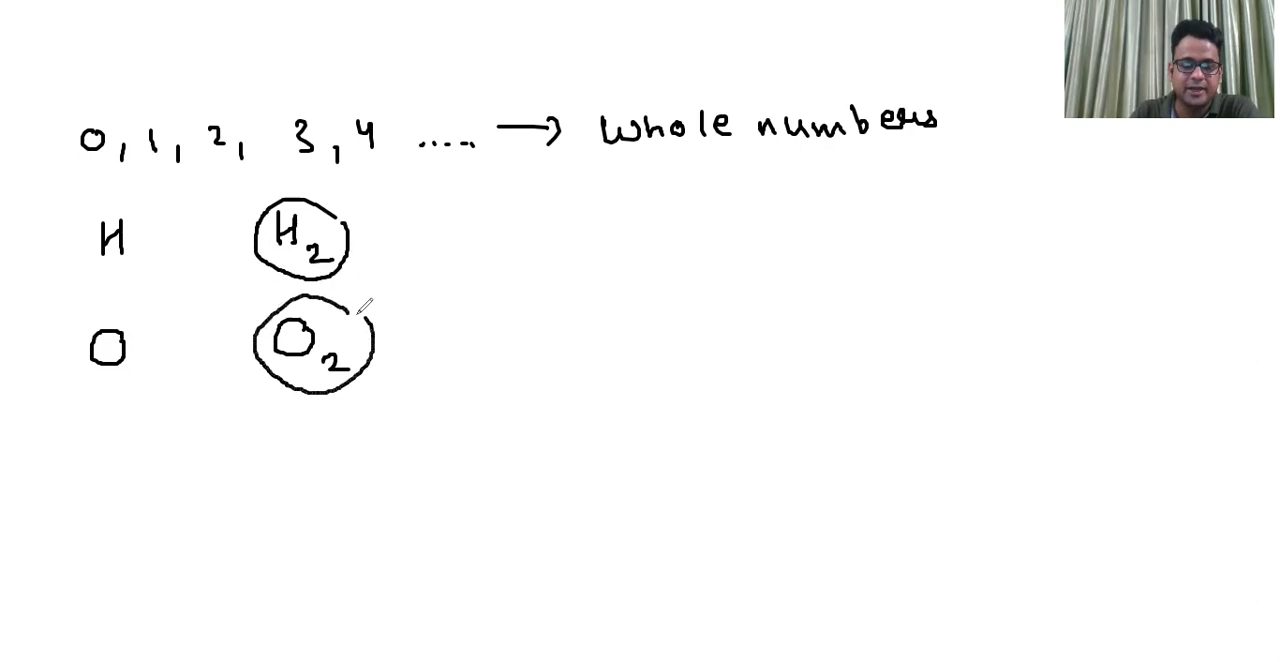 0, 1, 2, 3, 4 ..... → Whole numbers
H H₂
O O₂